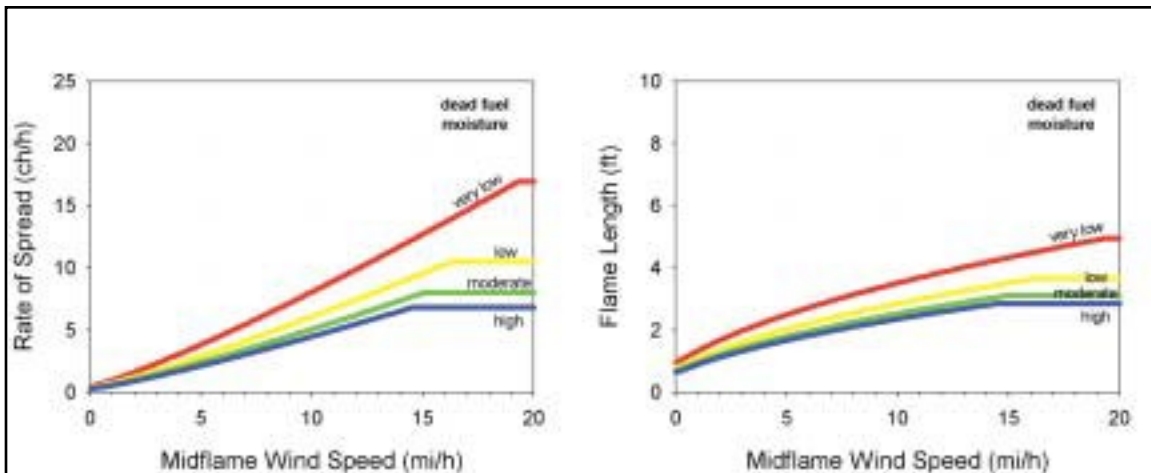 25
20
15
10
5
0
Rate of Spread (ch/h)
dead fuel
moisture
very low
low
moderate
high
0 5 10 15 20
Midflame Wind Speed (mi/h)
10
8
6
4
2
0
Flame Length (ft)
dead fuel
moisture
very low
low
moderate
high
0 5 10 15 20
Midflame Wind Speed (mi/h)